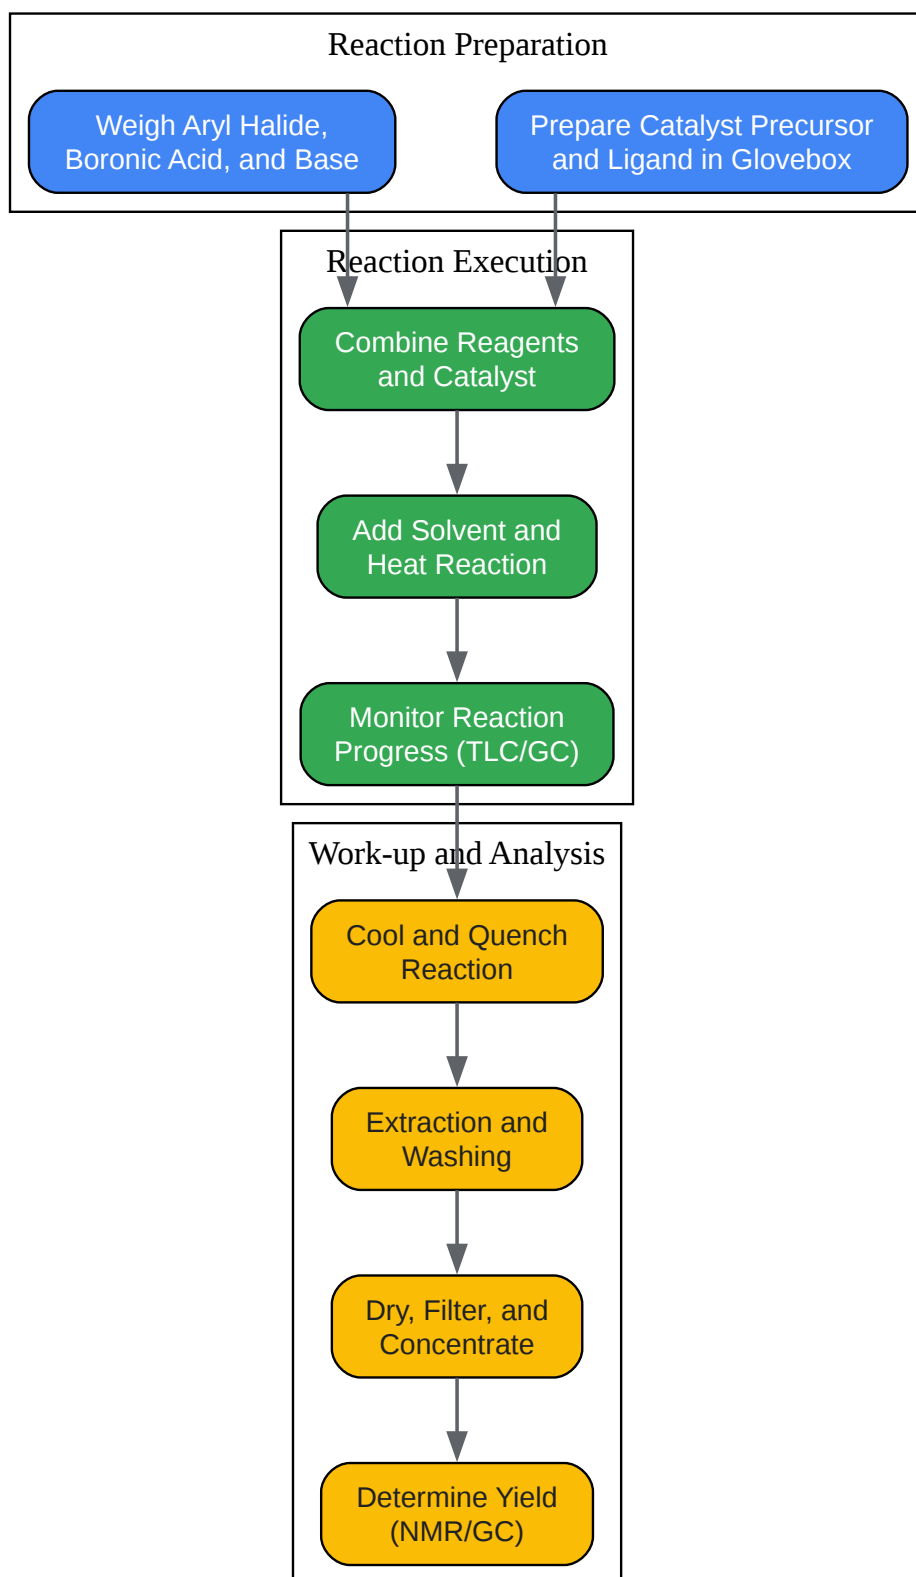 Reaction Preparation
Weigh Aryl Halide,
Boronic Acid, and Base
Prepare Catalyst Precursor
and Ligand in Glovebox
Reaction Execution
Combine Reagents
and Catalyst
Add Solvent and
Heat Reaction
Monitor Reaction
Progress (TLC/GC)
Work-up and Analysis
Cool and Quench
Reaction
Extraction and
Washing
Dry, Filter, and
Concentrate
Determine Yield
(NMR/GC)